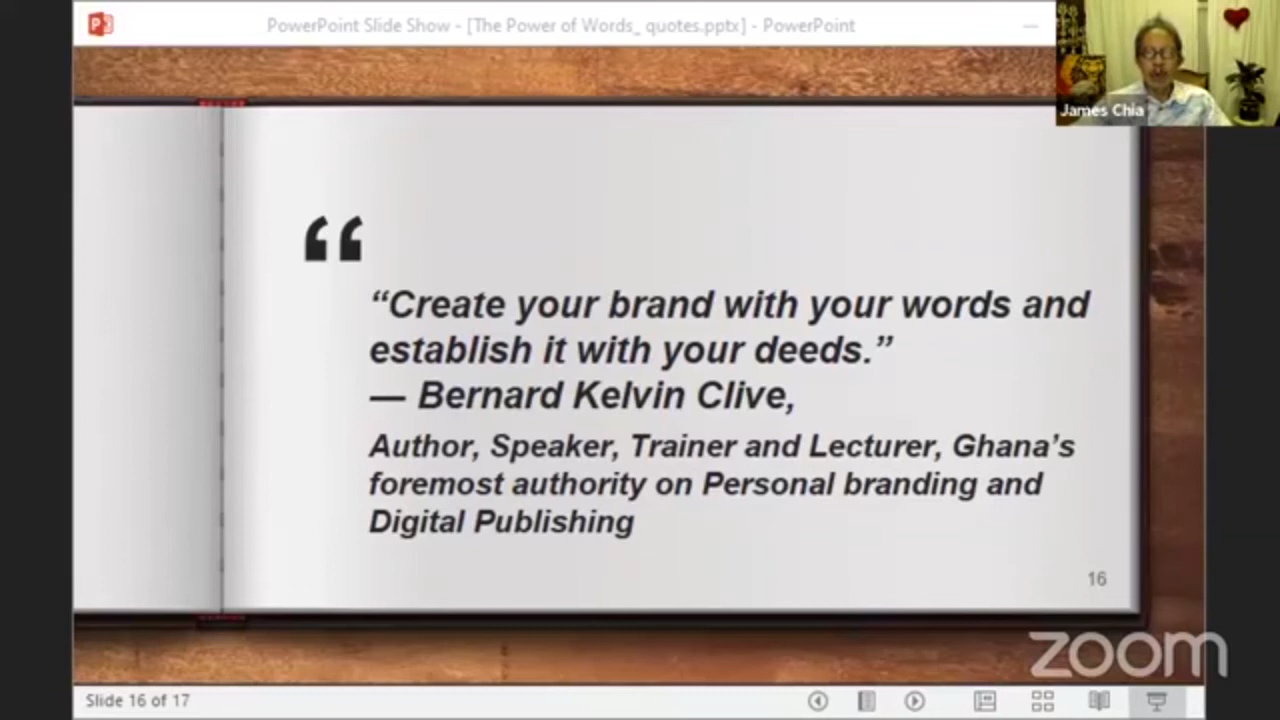 PowerPoint Slide Show - [The Power of Words_ quotes.pptx] - PowerPoint
James Chia
“
“Create your brand with your words and
establish it with your deeds.”
— Bernard Kelvin Clive,
Author, Speaker, Trainer and Lecturer, Ghana’s
foremost authority on Personal branding and
Digital Publishing
16
zoom
Slide 16 of 17